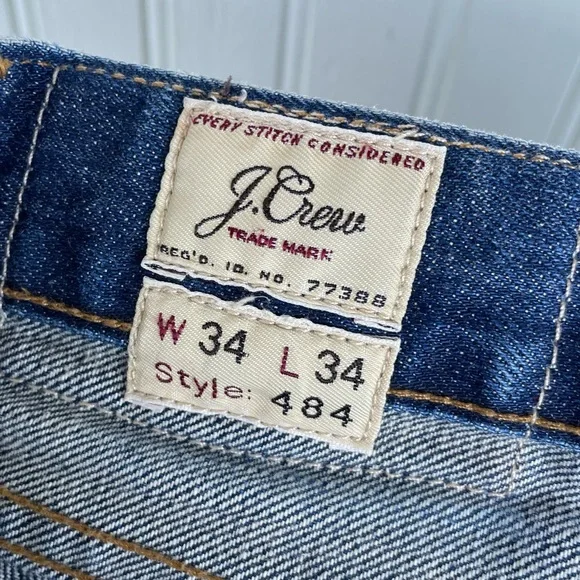 EVERY STITCH CONSIDERED
J.Crew
TRADE MARK
REG'D. ID. NO. 77388
W 34 L 34
Style: 484